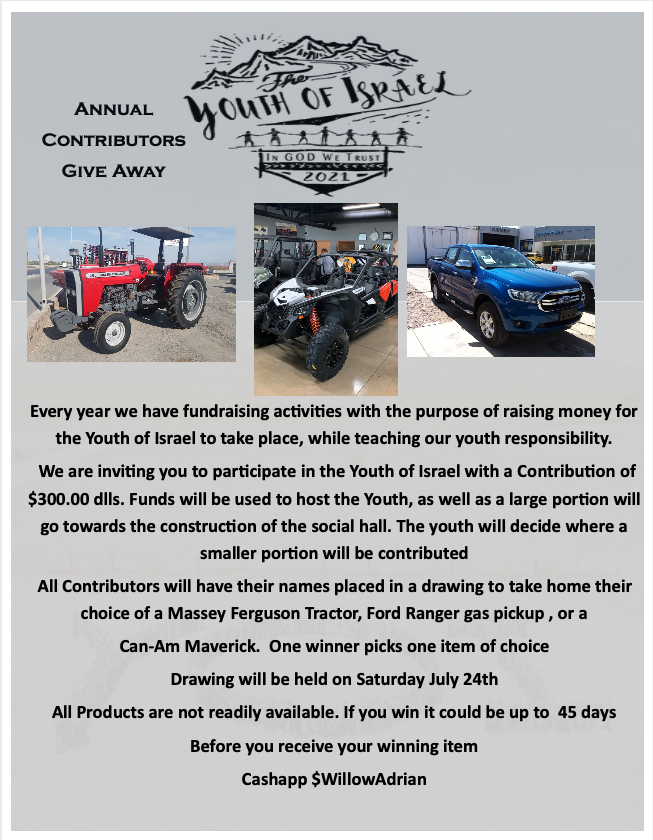 The
YOUTH OF ISRAEL
ANNUAL
CONTRIBUTORS
GIVE AWAY
IN GOD WE TRUST
2021
Every year we have fundraising activities with the purpose of raising money for
the Youth of Israel to take place, while teaching our youth responsibility.
We are inviting you to participate in the Youth of Israel with a Contribution of
$300.00 dlls. Funds will be used to host the Youth, as well as a large portion will
go towards the construction of the social hall. The youth will decide where a
smaller portion will be contributed
All Contributors will have their names placed in a drawing to take home their
choice of a Massey Ferguson Tractor, Ford Ranger gas pickup , or a
Can-Am Maverick.  One winner picks one item of choice
Drawing will be held on Saturday July 24th
All Products are not readily available. If you win it could be up to  45 days
Before you receive your winning item
Cashapp $WillowAdrian